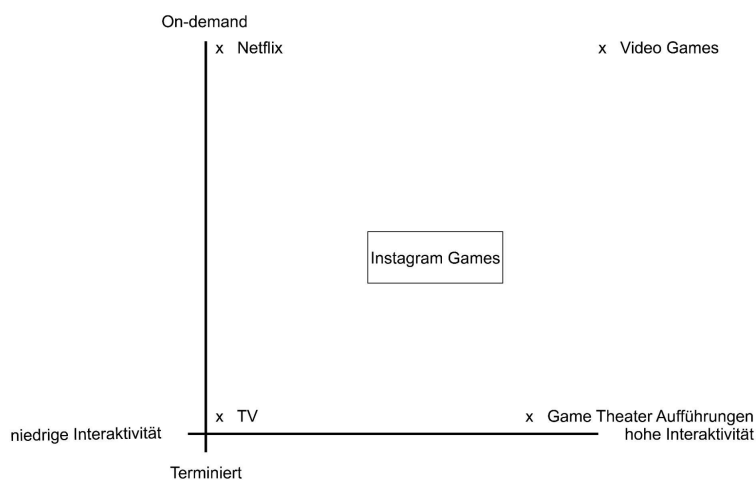 On-demand
x Netflix
x Video Games
Instagram Games
x TV
x Game Theater Aufführungen
niedrige Interaktivität
hohe Interaktivität
Terminiert